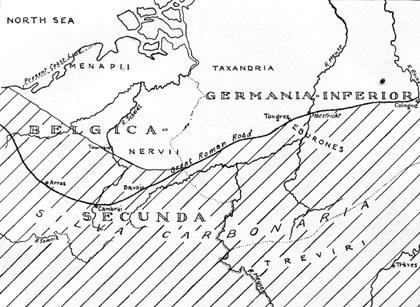 NORTH SEA
Present Coast Line
MENAPII
TAXANDRIA
R. Meuse
GERMANIA-INFERIOR
Cologne
Tongres
Maestricht
BELGICA-
R. Scheldt
NERVII
Great Roman Road
EBURONES
Tournai
Arras
Bavai
Cambrai
SECUNDA
SILVA CARBONARIA
TREVIRI
R. Somme
Trèves
R. Meuse